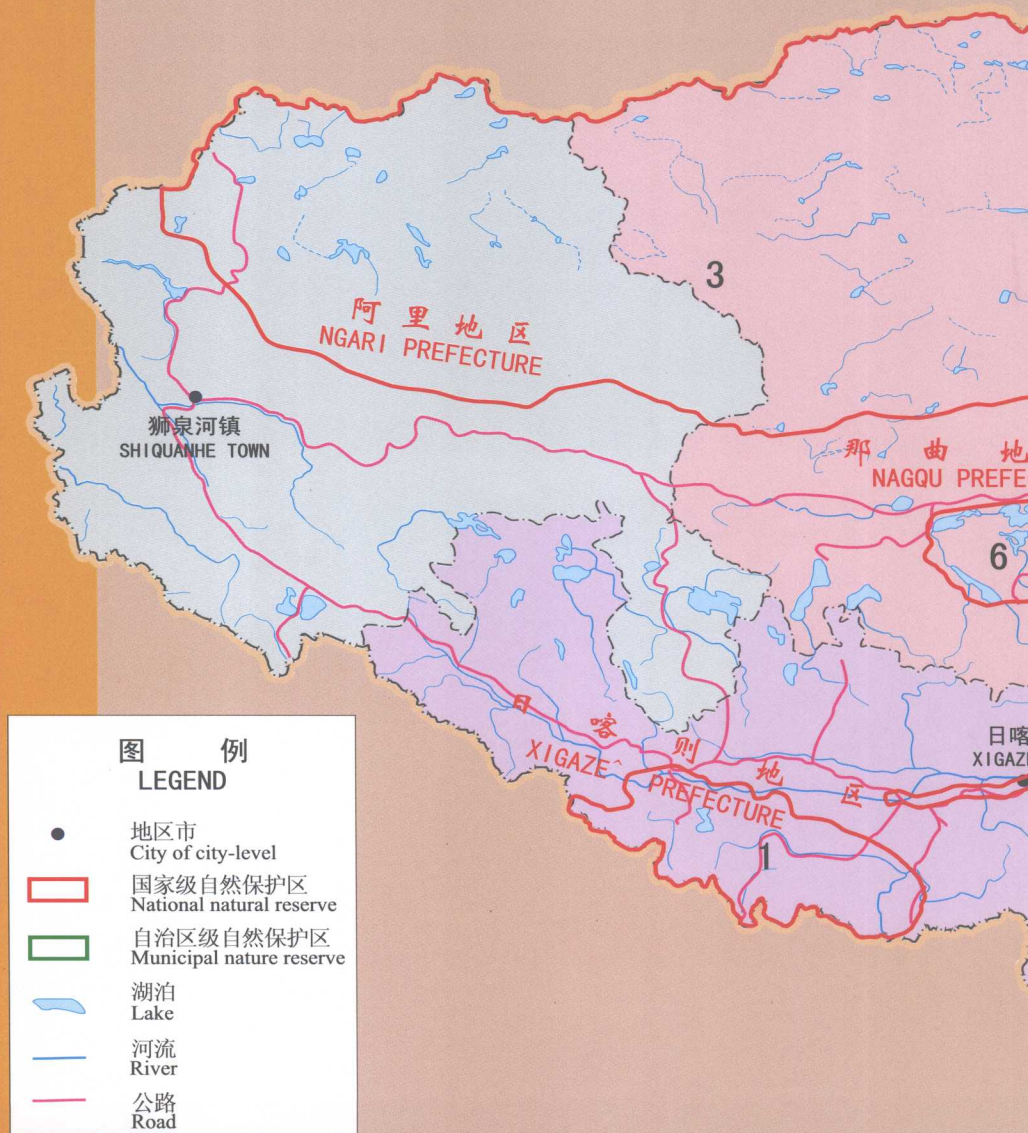 3
阿里地区
NGARI PREFECTURE
狮泉河镇
SHIQUANHE TOWN
那曲地
NAGQU PREFE
6
日喀
XIGAZE
日喀则地区
XIGAZE^ PREFECTURE
1
图 例
LEGEND
地区市
City of city-level
国家级自然保护区
National natural reserve
自治区级自然保护区
Municipal nature reserve
湖泊
Lake
河流
River
公路
Road